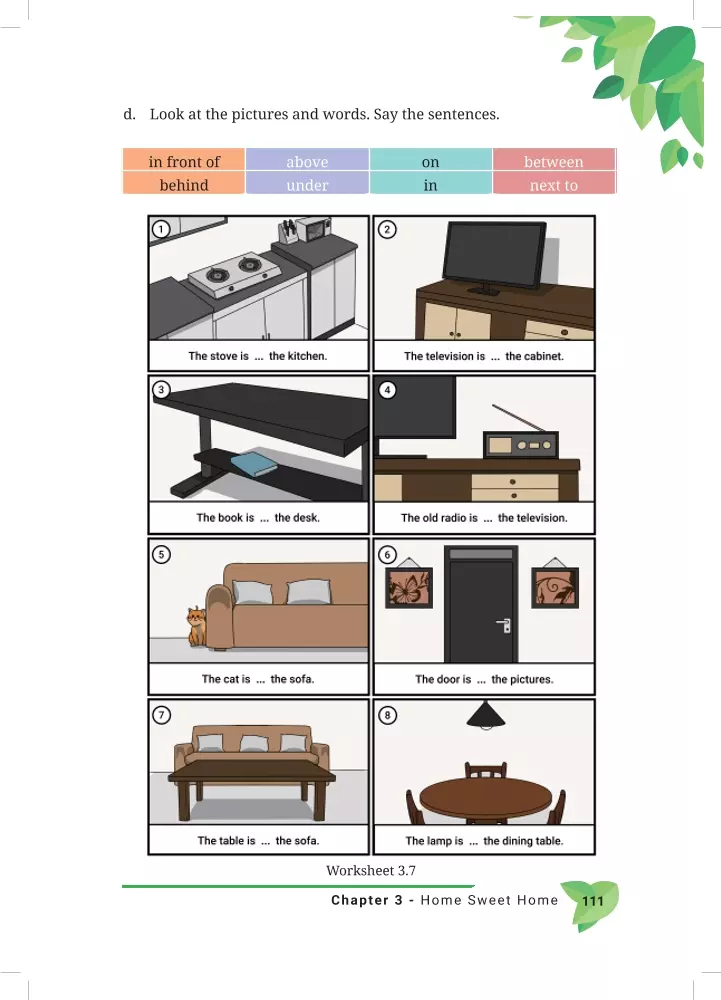 d. Look at the pictures and words. Say the sentences.
in front of above on between
behind under in next to
1
2
The stove is ... the kitchen.
The television is ... the cabinet.
3
4
The book is ... the desk.
The old radio is ... the television.
5
6
The cat is ... the sofa.
The door is ... the pictures.
7
8
The table is ... the sofa.
The lamp is ... the dining table.
Worksheet 3.7
Chapter 3 - Home Sweet Home 111